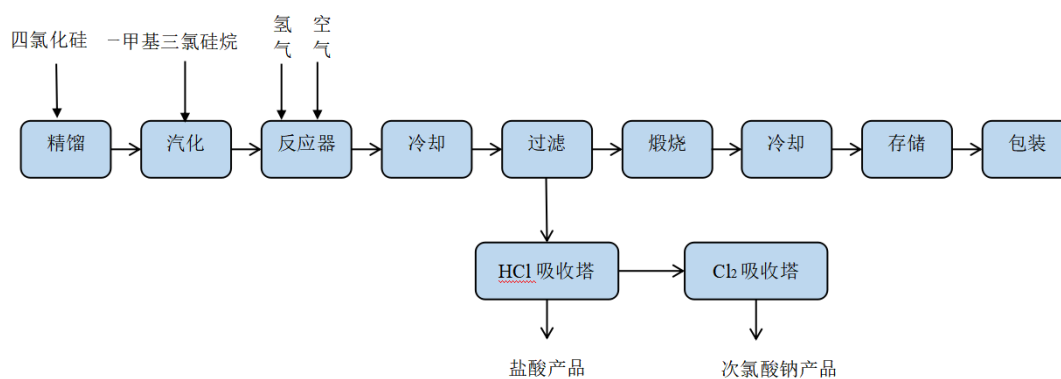 四氯化硅
一甲基三氯硅烷
氢气
空气
精馏
汽化
反应器
冷却
过滤
煅烧
冷却
存储
包装
HCl 吸收塔
Cl₂ 吸收塔
盐酸产品
次氯酸钠产品